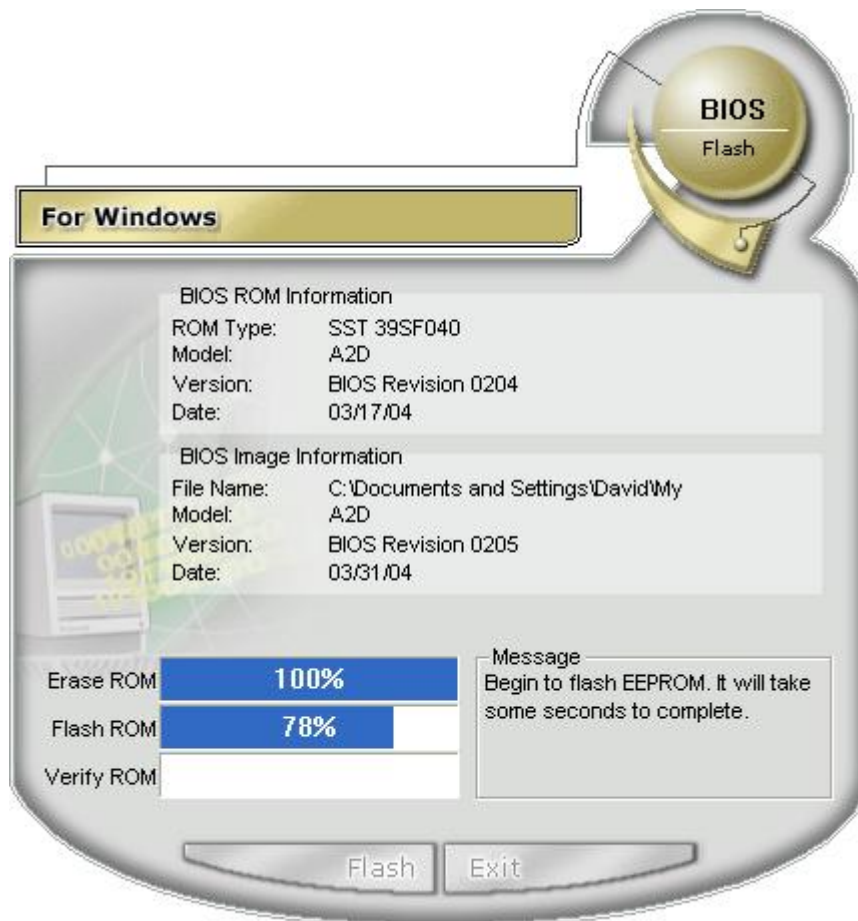 BIOS
Flash
For Windows
BIOS ROM Information
ROM Type: SST 39SF040
Model: A2D
Version: BIOS Revision 0204
Date: 03/17/04
BIOS Image Information
File Name: C:\Documents and Settings\David\My
Model: A2D
Version: BIOS Revision 0205
Date: 03/31/04
Erase ROM 100%
Flash ROM 78%
Verify ROM
Message
Begin to flash EEPROM. It will take
some seconds to complete.
Flash Exit